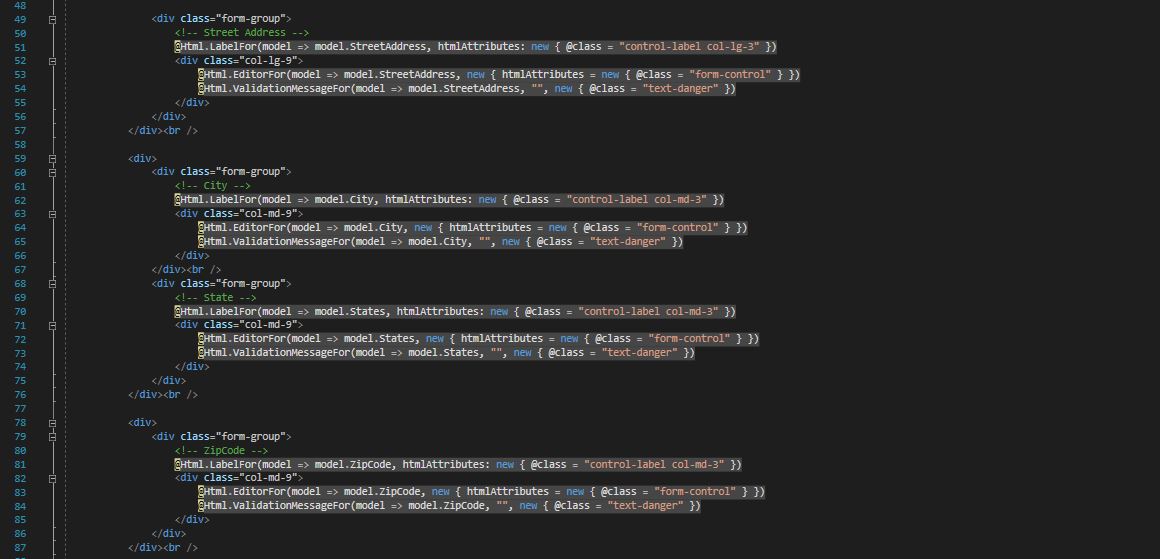 48
49 <div class="form-group">
50 <!-- Street Address -->
51 @Html.LabelFor(model => model.StreetAddress, htmlAttributes: new { @class = "control-label col-lg-3" })
52 <div class="col-lg-9">
53 @Html.EditorFor(model => model.StreetAddress, new { htmlAttributes = new { @class = "form-control" } })
54 @Html.ValidationMessageFor(model => model.StreetAddress, "", new { @class = "text-danger" })
55 </div>
56 </div>
57 </div><br />
58
59 <div>
60 <div class="form-group">
61 <!-- City -->
62 @Html.LabelFor(model => model.City, htmlAttributes: new { @class = "control-label col-md-3" })
63 <div class="col-md-9">
64 @Html.EditorFor(model => model.City, new { htmlAttributes = new { @class = "form-control" } })
65 @Html.ValidationMessageFor(model => model.City, "", new { @class = "text-danger" })
66 </div>
67 </div><br />
68 <div class="form-group">
69 <!-- State -->
70 @Html.LabelFor(model => model.States, htmlAttributes: new { @class = "control-label col-md-3" })
71 <div class="col-md-9">
72 @Html.EditorFor(model => model.States, new { htmlAttributes = new { @class = "form-control" } })
73 @Html.ValidationMessageFor(model => model.States, "", new { @class = "text-danger" })
74 </div>
75 </div>
76 </div><br />
77
78 <div>
79 <div class="form-group">
80 <!-- ZipCode -->
81 @Html.LabelFor(model => model.ZipCode, htmlAttributes: new { @class = "control-label col-md-3" })
82 <div class="col-md-9">
83 @Html.EditorFor(model => model.ZipCode, new { htmlAttributes = new { @class = "form-control" } })
84 @Html.ValidationMessageFor(model => model.ZipCode, "", new { @class = "text-danger" })
85 </div>
86 </div>
87 </div><br />